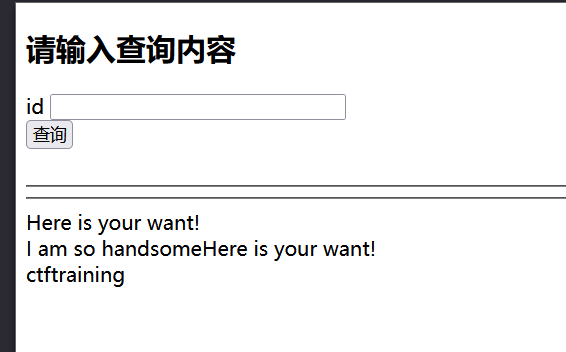 请输入查询内容
id
查询
Here is your want!
I am so handsomeHere is your want!
ctftraining